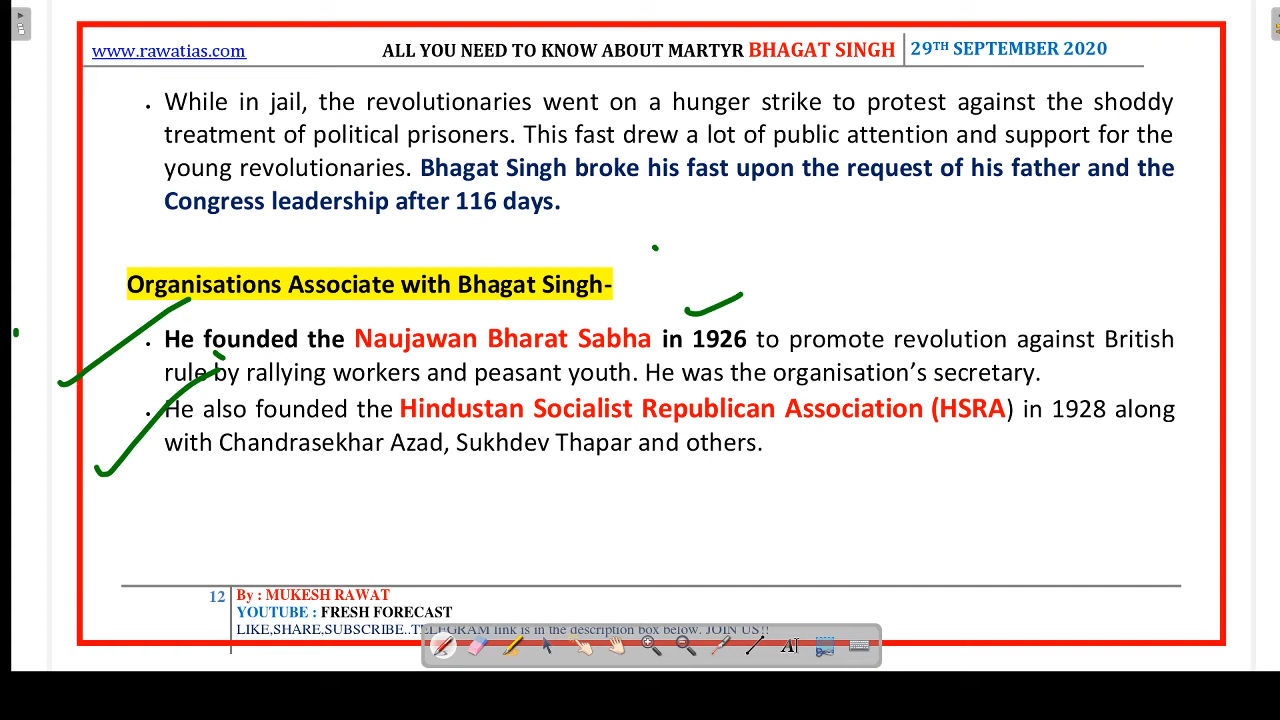 www.rawatias.com ALL YOU NEED TO KNOW ABOUT MARTYR BHAGAT SINGH 29TH SEPTEMBER 2020
• While in jail, the revolutionaries went on a hunger strike to protest against the shoddy
treatment of political prisoners. This fast drew a lot of public attention and support for the
young revolutionaries. Bhagat Singh broke his fast upon the request of his father and the
Congress leadership after 116 days.
Organisations Associate with Bhagat Singh-
• He founded the Naujawan Bharat Sabha in 1926 to promote revolution against British
rule by rallying workers and peasant youth. He was the organisation’s secretary.
• He also founded the Hindustan Socialist Republican Association (HSRA) in 1928 along
with Chandrasekhar Azad, Sukhdev Thapar and others.
12 By : MUKESH RAWAT
YOUTUBE : FRESH FORECAST
LIKE,SHARE,SUBSCRIBE..TELEGRAM link is in the description box below. JOIN US!!